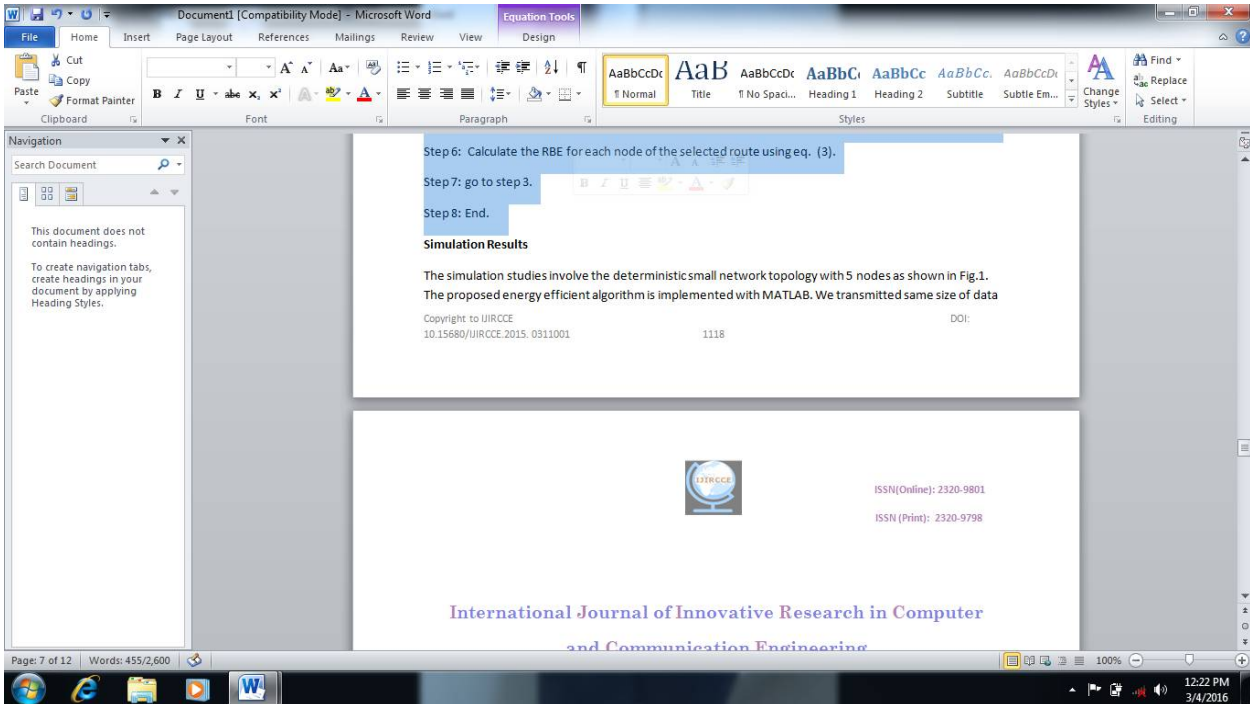 Document1 [Compatibility Mode] - Microsoft Word
Equation Tools
File Home Insert Page Layout References Mailings Review View Design
Paste
Cut
Copy
Format Painter
Clipboard
Font
Paragraph
AaBbCcDc AaB AaBbCcDc AaBbC AaBbCc AaBbCc. AaBbCcDc
¶ Normal Title ¶ No Spaci... Heading 1 Heading 2 Subtitle Subtle Em...
Change Styles
Styles
Find
Replace
Select
Editing
Navigation
Search Document
This document does not
contain headings.
To create navigation tabs,
create headings in your
document by applying
Heading Styles.
Step 6: Calculate the RBE for each node of the selected route using eq. (3).
Step 7: go to step 3.
Step 8: End.
Simulation Results
The simulation studies involve the deterministic small network topology with 5 nodes as shown in Fig.1.
The proposed energy efficient algorithm is implemented with MATLAB. We transmitted same size of data
Copyright to IJIRCCE DOI:
10.15680/IJIRCCE.2015. 0311001 1118
IJIRCCE
ISSN(Online): 2320-9801
ISSN (Print): 2320-9798
International Journal of Innovative Research in Computer
and Communication Engineering
Page: 7 of 12 Words: 455/2,600 100%
12:22 PM
3/4/2016